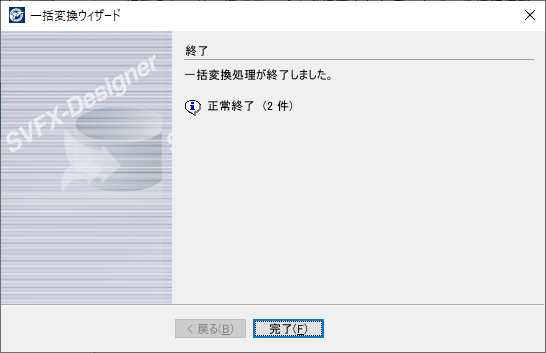 一括変換ウィザード
終了
一括変換処理が終了しました。
正常終了 (2 件)
SVFX-Designer
< 戻る(B)
完了(F)